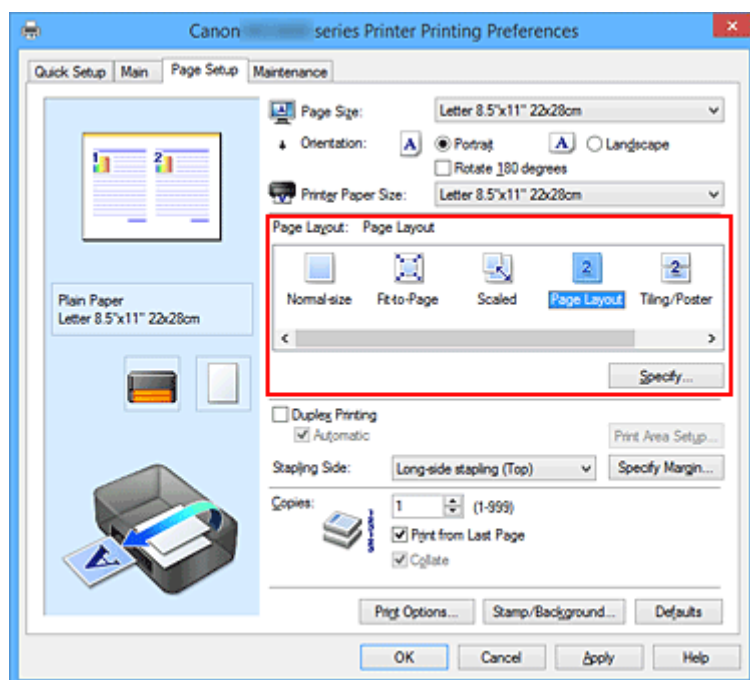 Canon series Printer Printing Preferences
Quick Setup Main Page Setup Maintenance
1 2
Page Size: Letter 8.5"x11" 22x28cm
Orientation: A Portrait A Landscape
Rotate 180 degrees
Printer Paper Size: Letter 8.5"x11" 22x28cm
Page Layout: Page Layout
2 2
Normal-size Fit-to-Page Scaled Page Layout Tiling/Poster
Specify...
Plain Paper
Letter 8.5"x11" 22x28cm
Duplex Printing
Automatic
Print Area Setup...
Stapling Side: Long-side stapling (Top) Specify Margin...
Copies: 1 (1-999)
Print from Last Page
Collate
A
Print Options... Stamp/Background... Defaults
OK Cancel Apply Help